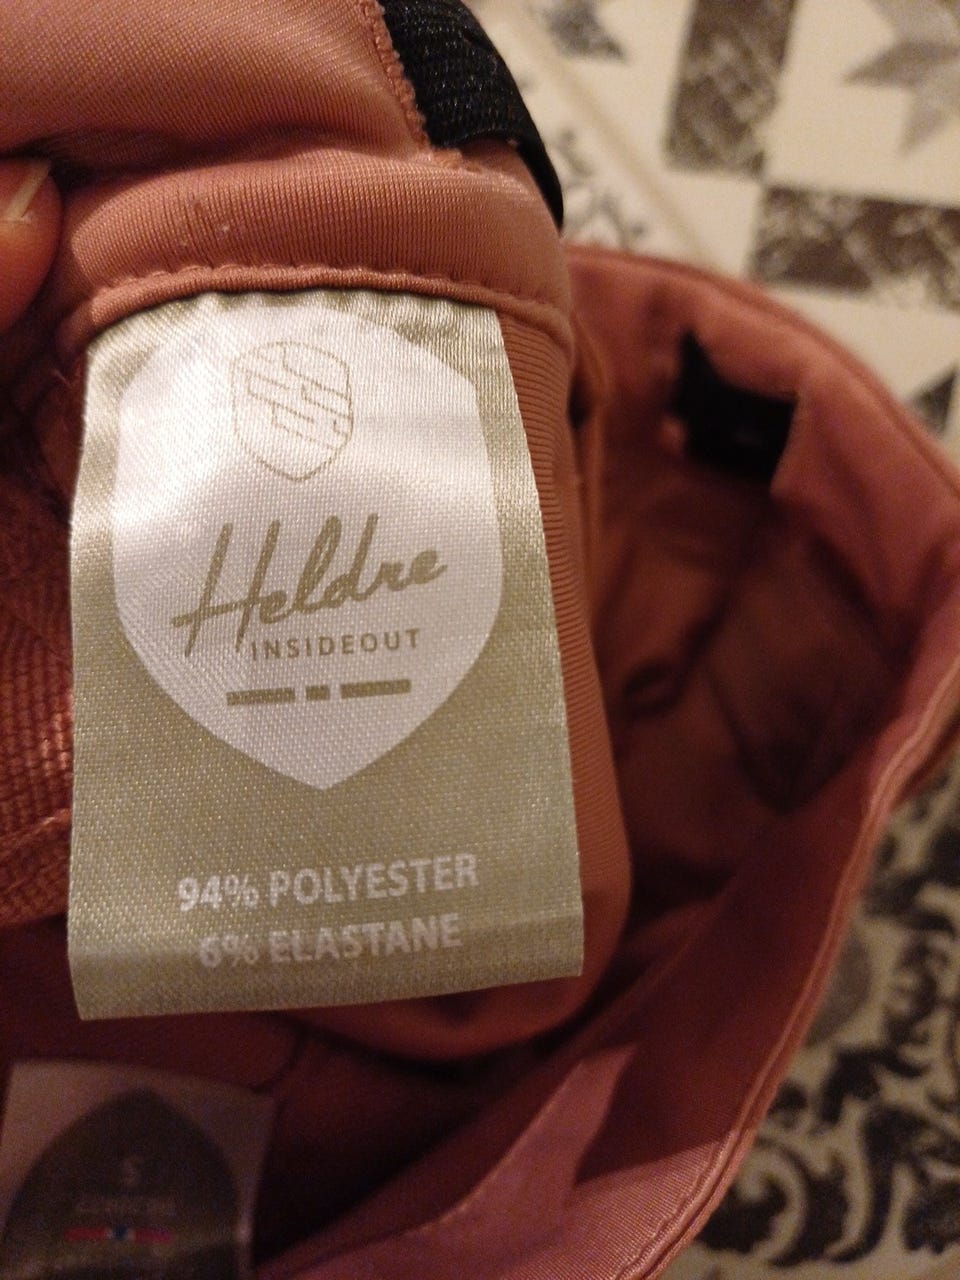 Heldre
INSIDEOUT
94% POLYESTER
6% ELASTANE
S